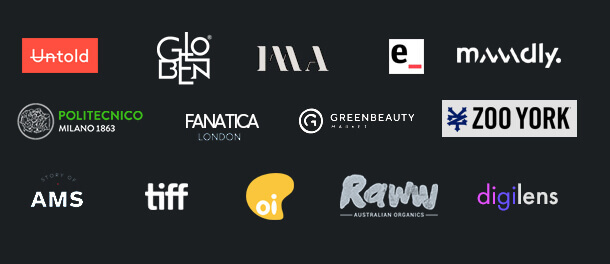 Untold
GLOBEN
IMA
e_
POLITECNICO
MILANO 1863
FANATICA
LONDON
GREENBEAUTY
MARKET
ZOO YORK
STORY OF
AMS
tiff
oi
RAWW
AUSTRALIAN ORGANICS
digilens